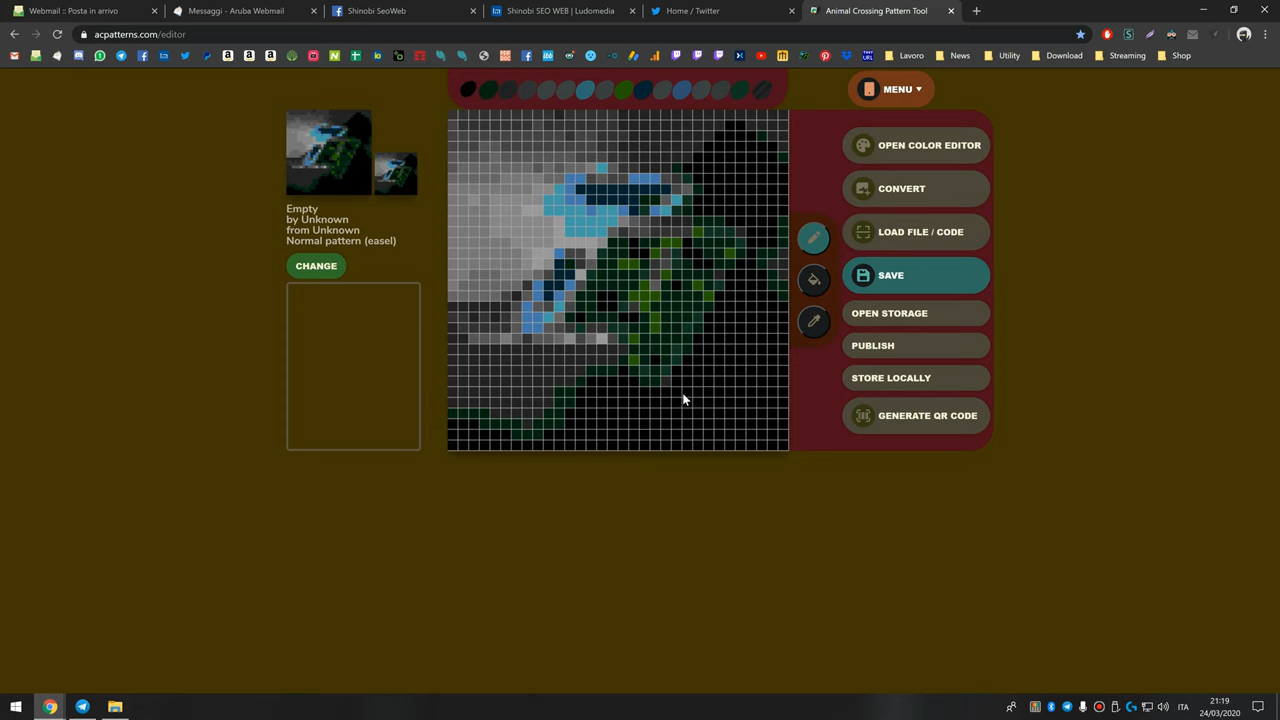 Webmail :: Posta in arrivo
Messaggi - Aruba Webmail
Shinobi SeoWeb
Shinobi SEO WEB | Ludomedia
Home / Twitter
Animal Crossing Pattern Tool
acpatterns.com/editor
Lavoro
News
Utility
Download
Streaming
Shop
MENU
OPEN COLOR EDITOR
CONVERT
LOAD FILE / CODE
SAVE
OPEN STORAGE
PUBLISH
STORE LOCALLY
GENERATE QR CODE
Empty
by Unknown
from Unknown
Normal pattern (easel)
CHANGE
ITA
21:19
24/03/2020